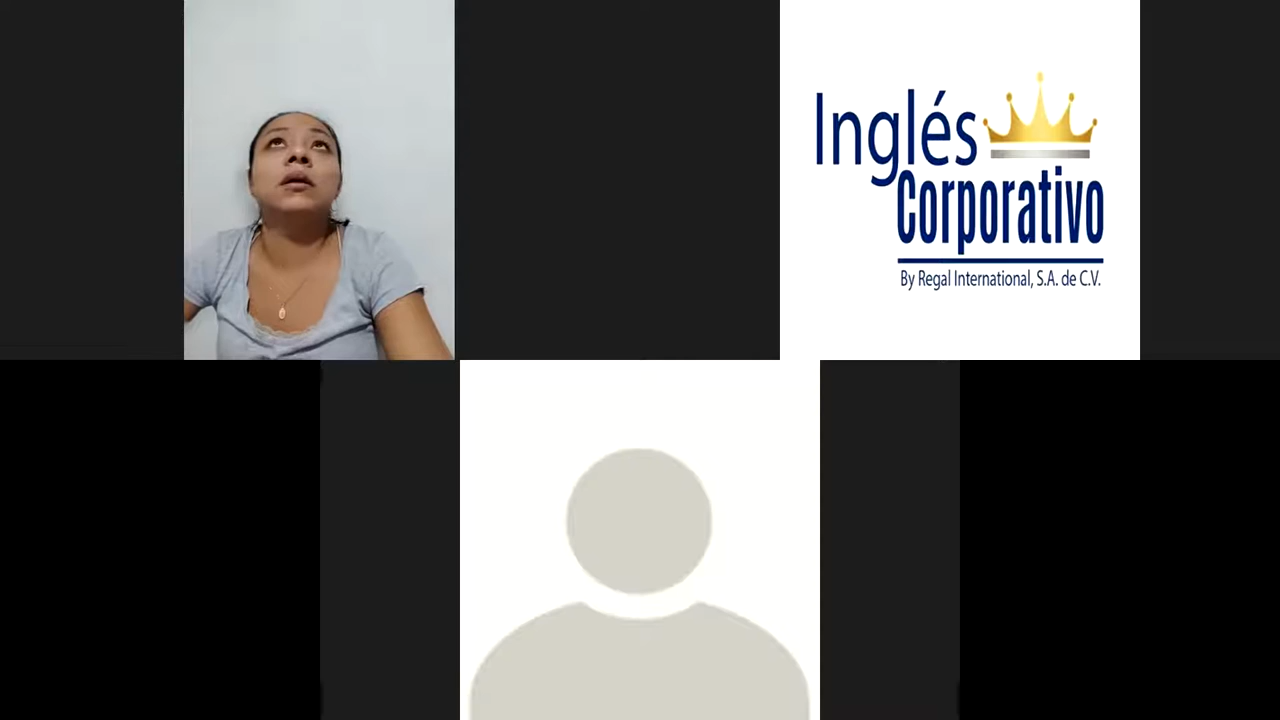 Inglés
Corporativo
By Regal International, S.A. de C.V.